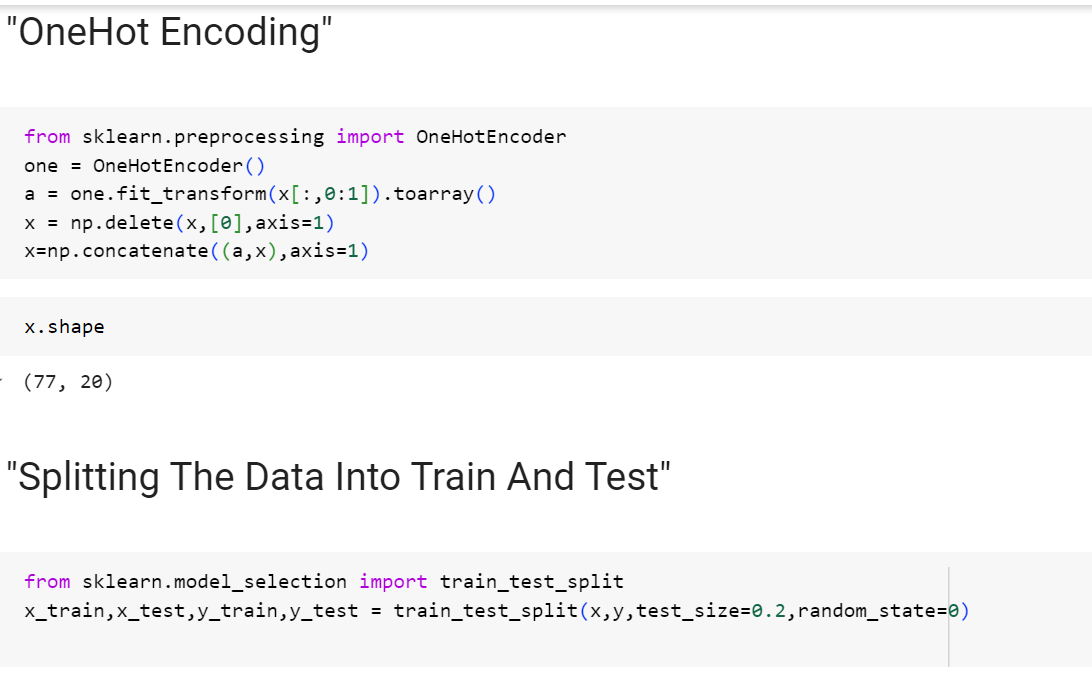 "OneHot Encoding"
from sklearn.preprocessing import OneHotEncoder
one = OneHotEncoder()
a = one.fit_transform(x[:,0:1]).toarray()
x = np.delete(x,[0],axis=1)
x=np.concatenate((a,x),axis=1)
x.shape
(77, 20)
"Splitting The Data Into Train And Test"
from sklearn.model_selection import train_test_split
x_train,x_test,y_train,y_test = train_test_split(x,y,test_size=0.2,random_state=0)